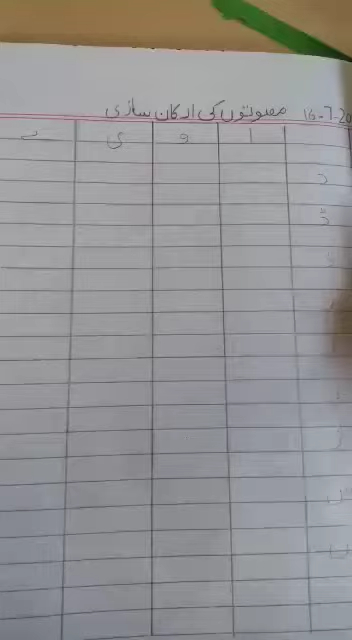 16-7-20 مصوتوں کی ارکان سازی
ا و ی ے
د
ڈ
ذ
ر
ز
س